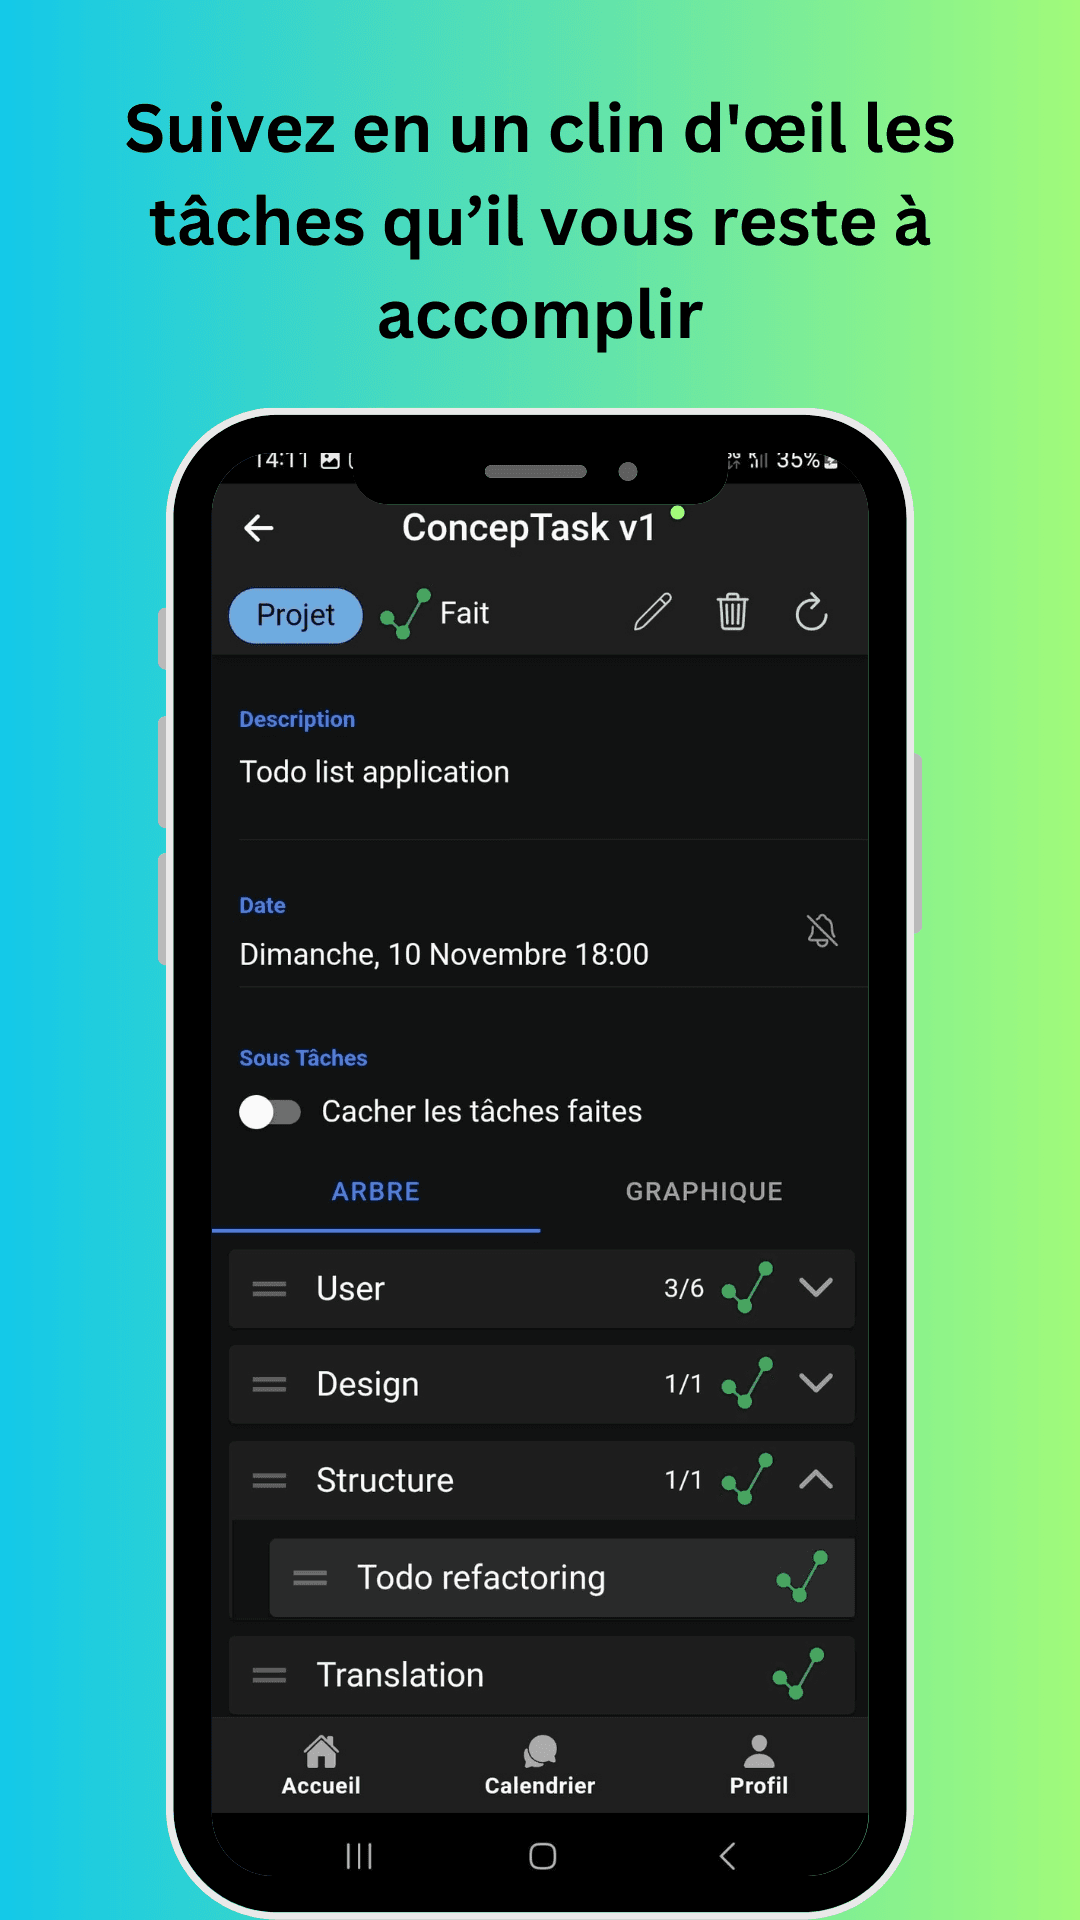 Suivez en un clin d'œil les
tâches qu’il vous reste à
accomplir
14:11
35%
ConcepTask v1
Projet
Fait
Description
Todo list application
Date
Dimanche, 10 Novembre 18:00
Sous Tâches
Cacher les tâches faites
ARBRE GRAPHIQUE
User 3/6
Design 1/1
Structure 1/1
Todo refactoring
Translation
Accueil Calendrier Profil